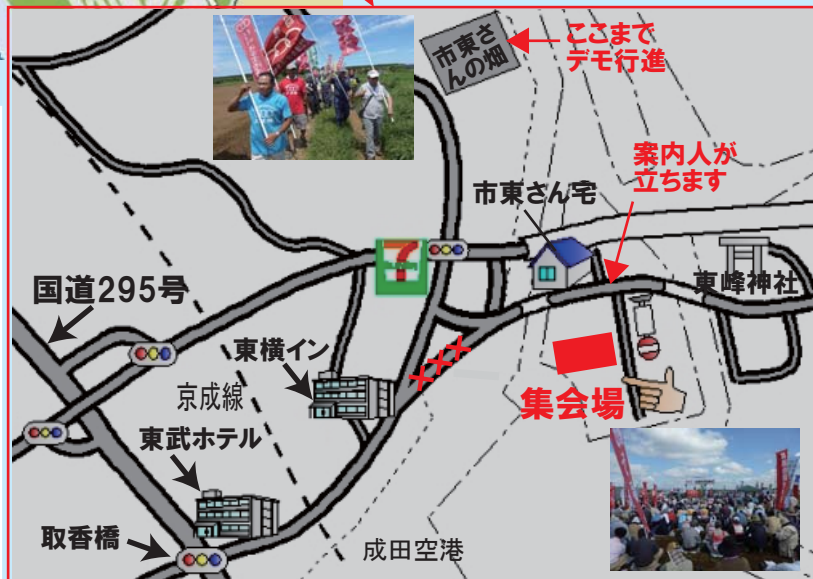 市東さ
んの畑
ここまで
デモ行進
案内人が
立ちます
市東さん宅
7
東峰神社
国道295号
東横イン
京成線
集会場
東武ホテル
取香橋
成田空港